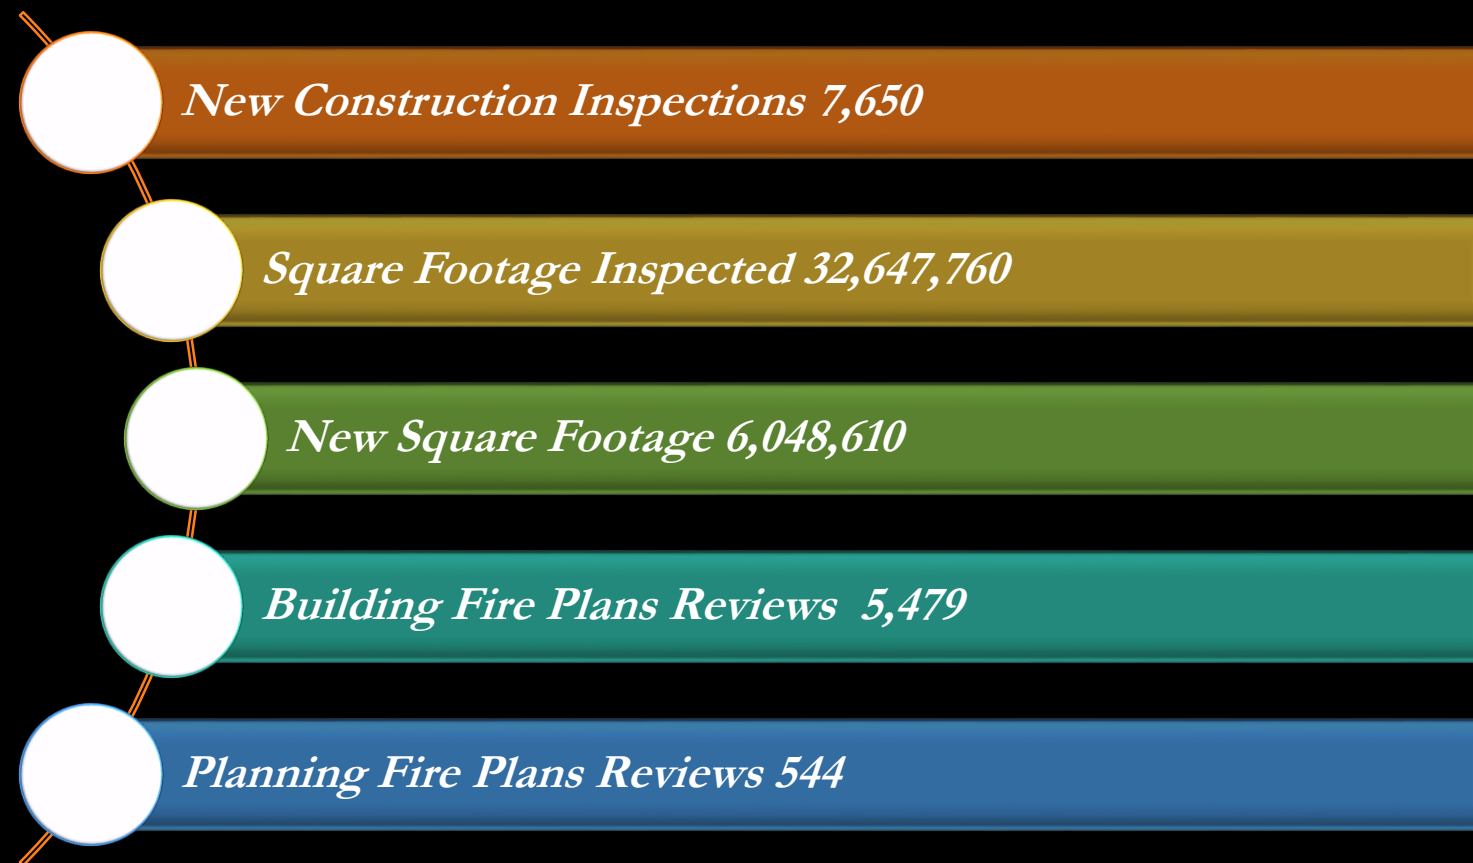 New Construction Inspections 7,650
Square Footage Inspected 32,647,760
New Square Footage 6,048,610
Building Fire Plans Reviews  5,479
Planning Fire Plans Reviews 544